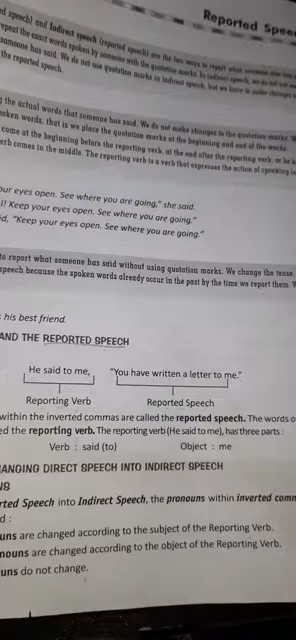 Reported Spee
ed speech) and Indirect speech (reported speech) are the two ways to report what someone
repeat the exact words spoken by someone with the quotation marks. In indirect speech, we do not
someone has said. We do not use quotation marks in indirect speech, but we have to make changes
the reported speech.
g the actual words that someone has said. We do not make changes to the quotation marks.
oken words, that is we place the quotation marks at the beginning and end of the words.
come at the beginning before the reporting verb, at the end after the reporting verb, or be
erb comes in the middle. The reporting verb is a verb that expresses the action of speaking
our eyes open. See where you are going," she said.
l! Keep your eyes open. See where you are going."
id, "Keep your eyes open. See where you are going."
to report what someone has said without using quotation marks. We change the tense
speech because the spoken words already occur in the past by the time we report them.
his best friend.
AND THE REPORTED SPEECH
He said to me, "You have written a letter to me."
Reporting Verb Reported Speech
within the inverted commas are called the reported speech. The words o
ed the reporting verb. The reporting verb (He said to me), has three parts :
Verb : said (to) Object : me
ANGING DIRECT SPEECH INTO INDIRECT SPEECH
NS
rted Speech into Indirect Speech, the pronouns within inverted comm
d :
uns are changed according to the subject of the Reporting Verb.
nouns are changed according to the object of the Reporting Verb.
uns do not change.